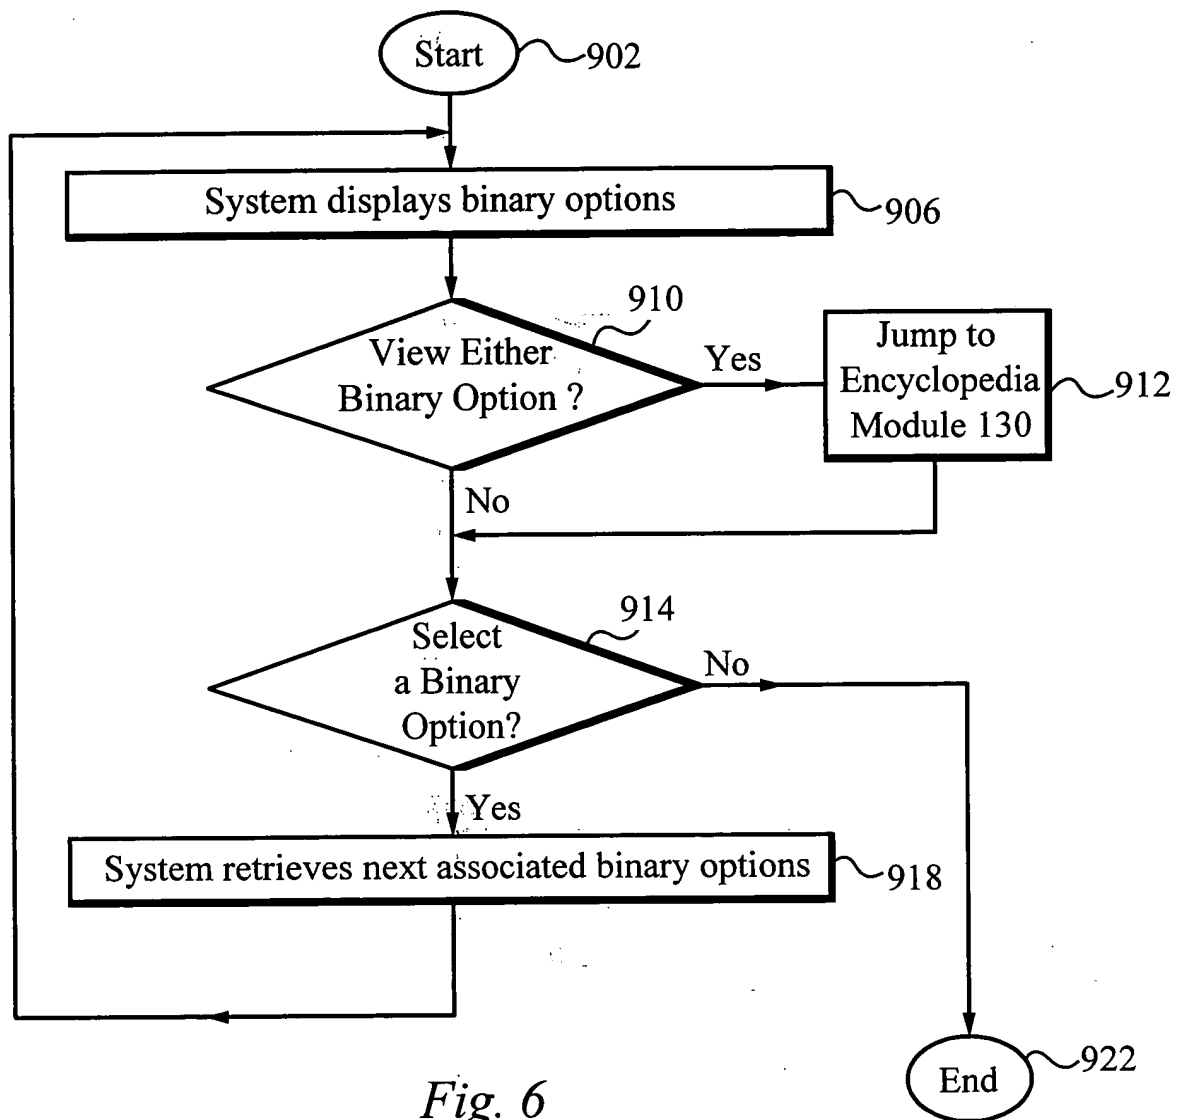 Start
902
System displays binary options
906
910
View Either
Binary Option ?
Yes
Jump to
Encyclopedia
Module 130
912
No
914
Select
a Binary
Option?
No
Yes
System retrieves next associated binary options
918
End
922
Fig. 6